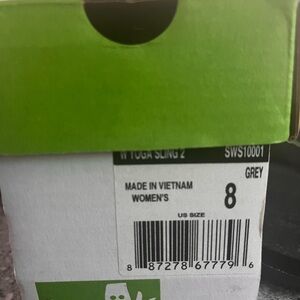 W YOGA SLING 2 SWS10001
GREY
MADE IN VIETNAM
WOMEN'S
8
US SIZE
8 87278 67779 6